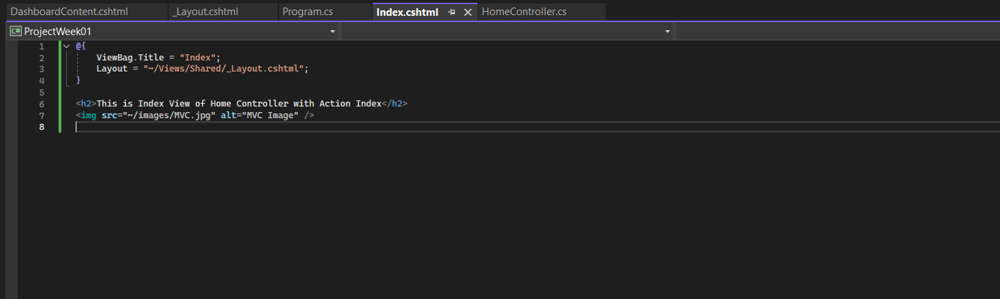 DashboardContent.cshtml _Layout.cshtml Program.cs Index.cshtml HomeController.cs
C# ProjectWeek01
1 @{
2 ViewBag.Title = "Index";
3 Layout = "~/Views/Shared/_Layout.cshtml";
4 }
5
6 <h2>This is Index View of Home Controller with Action Index</h2>
7 <img src="~/images/MVC.jpg" alt="MVC Image" />
8